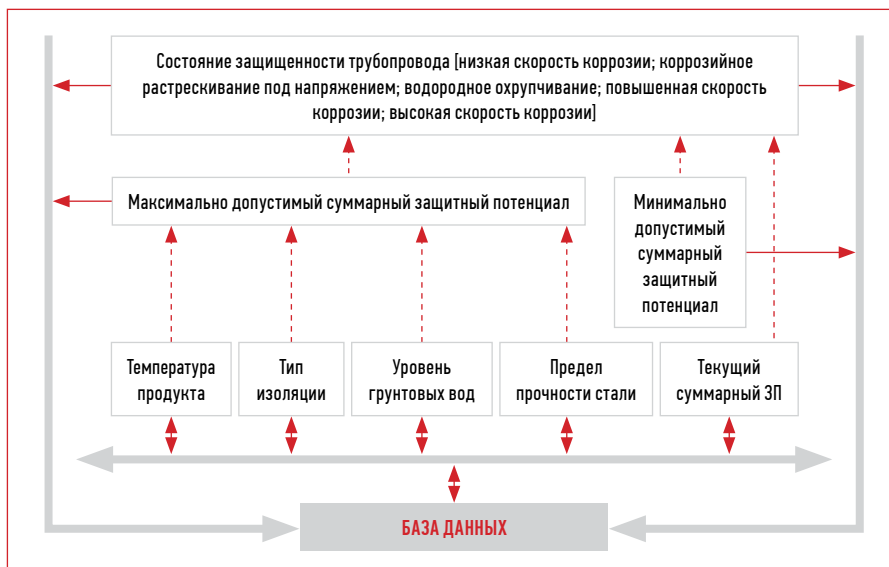 Состояние защищенности трубопровода [низкая скорость коррозии; коррозийное
растрескивание под напряжением; водородное охрупчивание; повышенная скорость
коррозии; высокая скорость коррозии]
Максимально допустимый суммарный защитный потенциал
Минимально
допустимый
суммарный
защитный
потенциал
Температура
продукта
Тип
изоляции
Уровень
грунтовых вод
Предел
прочности стали
Текущий
суммарный ЗП
БАЗА ДАННЫХ